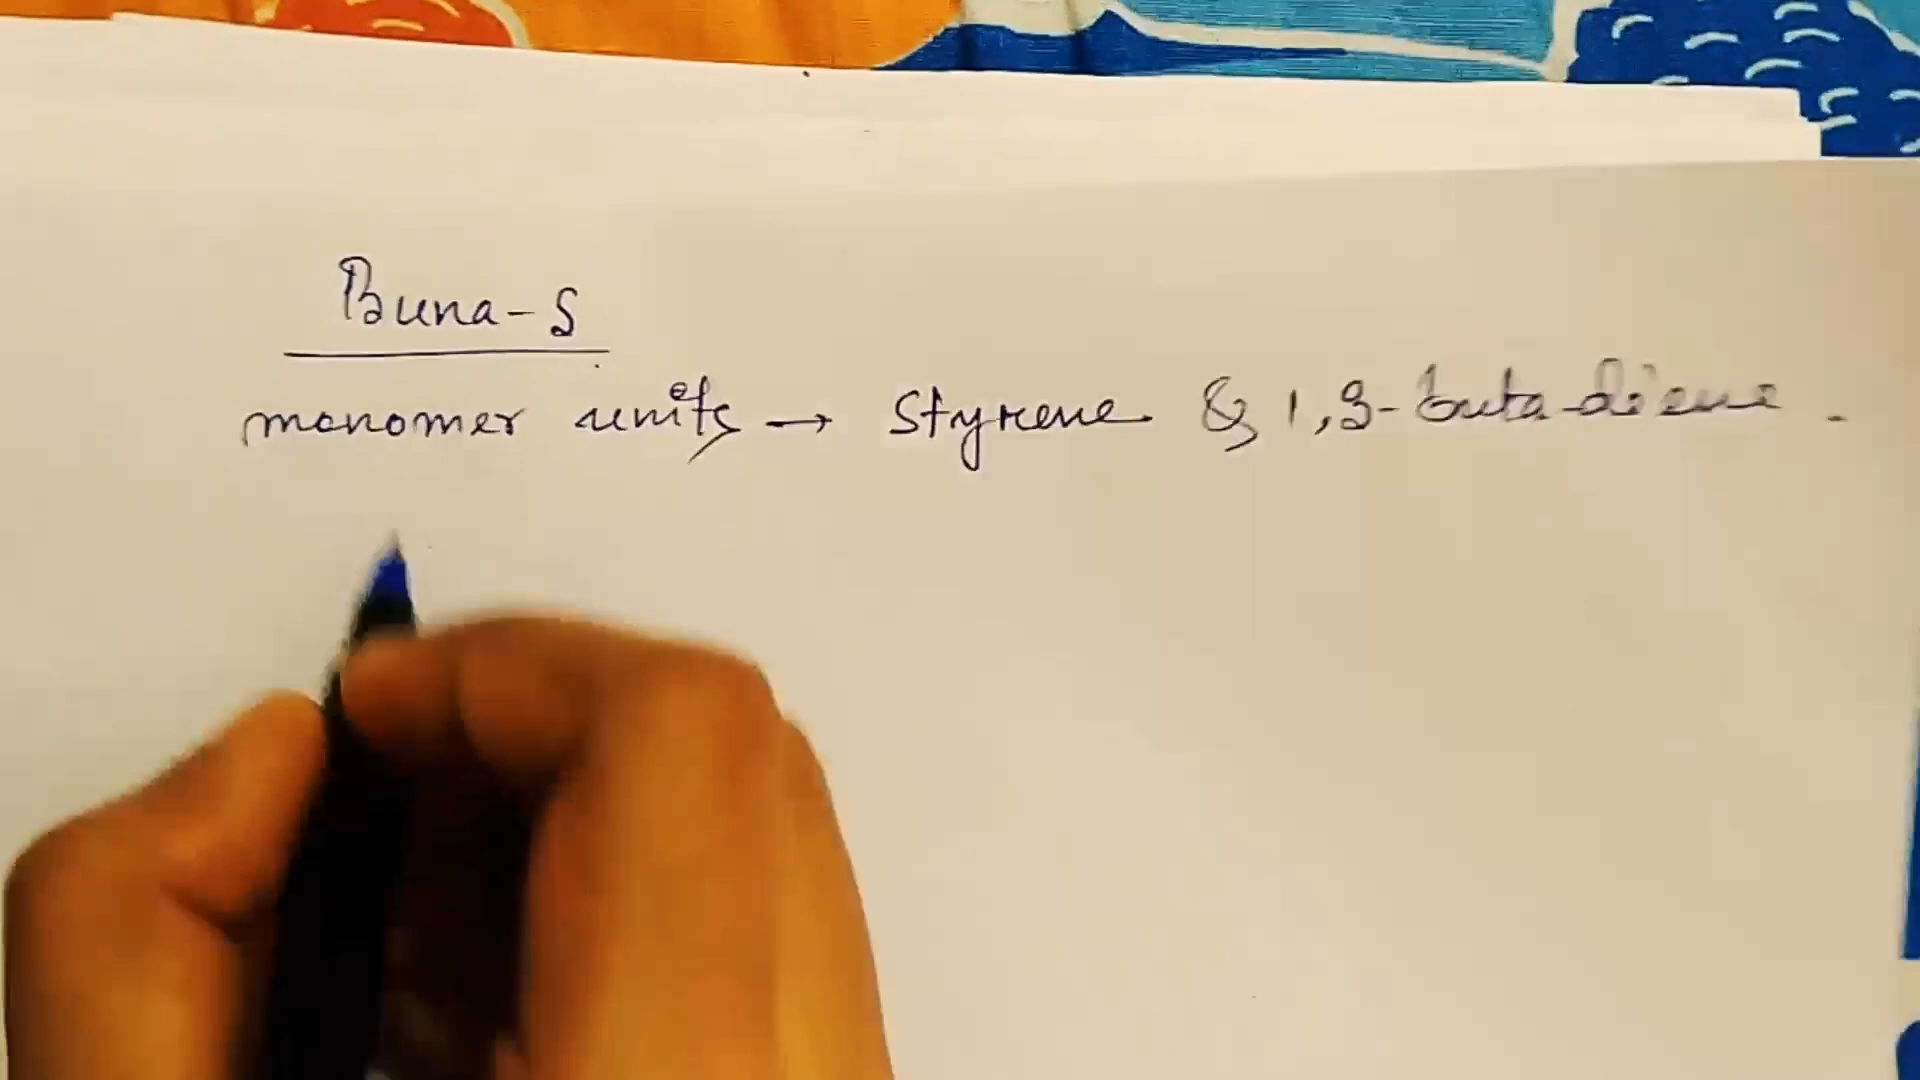 Buna-S
monomer units → Styrene & 1,3-butadiene.